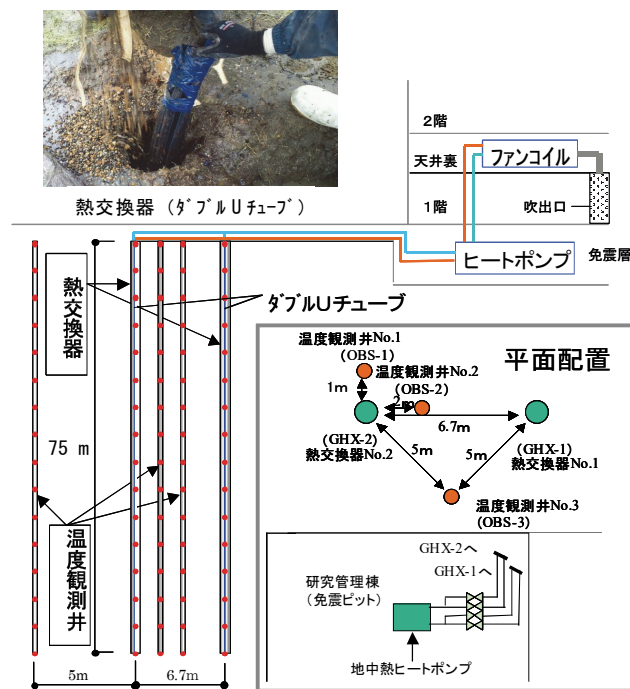 2階
天井裏
ファンコイル
1階
吹出口
ヒートポンプ
免震層
熱交換器 (ﾀﾞﾌﾞﾙUﾁｭｰﾌﾞ)
熱交換器
ﾀﾞﾌﾞﾙUチューブ
75 m
温度観測井
5m
6.7m
平面配置
温度観測井No.1
(OBS-1)
温度観測井No.2
(OBS-2)
1m
2m
6.7m
(GHX-2)
熱交換器No.2
(GHX-1)
熱交換器No.1
5m
5m
温度観測井No.3
(OBS-3)
GHX-2へ
GHX-1へ
研究管理棟
(免震ピット)
地中熱ヒートポンプ